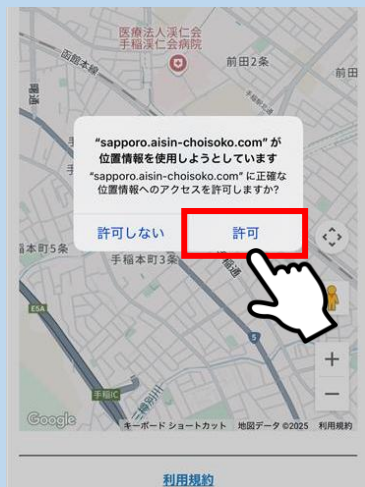 医療法人渓仁会
手稲渓仁会病院
函館本線
前田2条
前田
曙通
“sapporo.aisin-choisoko.com” が
位置情報を使用しようとしています
“sapporo.aisin-choisoko.com” に正確な
位置情報へのアクセスを許可しますか?
許可しない
許可
稲本町5条
手稲本町3条
E5A
5
手稲IC
Google
キーボード ショートカット
地図データ ©2025
利用規約
利用規約